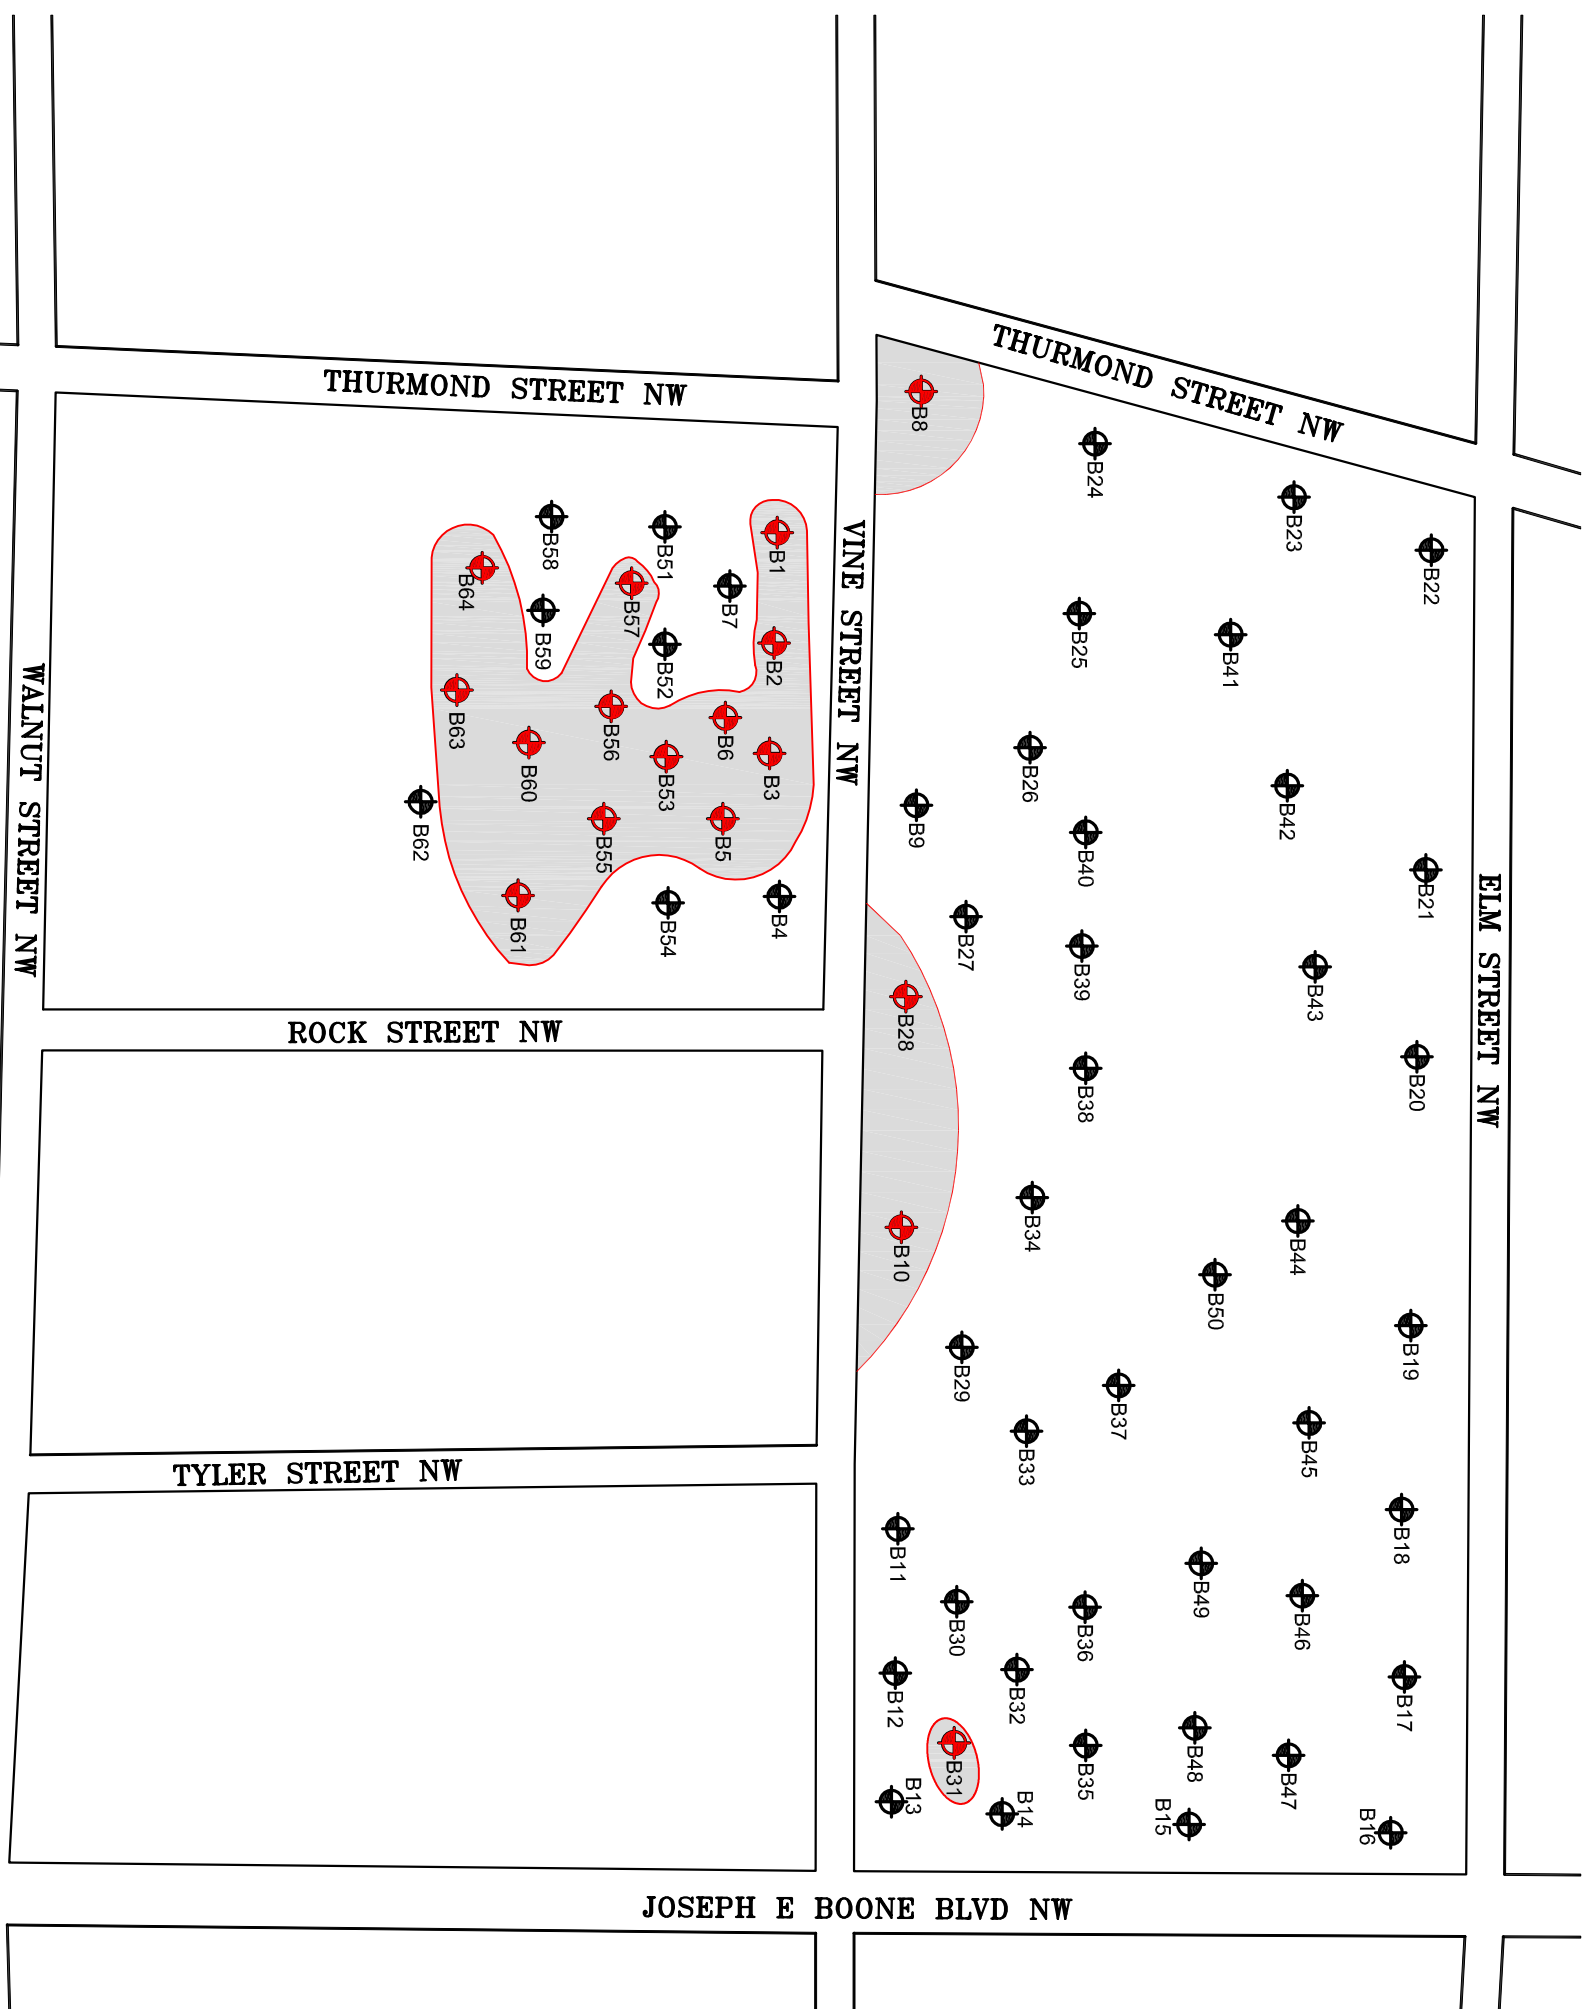 THURMOND STREET NW
THURMOND STREET NW
B8
B24
B23
B22
B58
B51
B1
B7
B64
B57
B59
B52
B2
B25
B41
VINE STREET NW
WALNUT STREET NW
B63
B60
B56
B53
B6
B3
B26
B42
B62
B55
B5
B9
B40
B21
B61
B54
B4
B27
B39
B43
ELM STREET NW
ROCK STREET NW
B28
B38
B20
B34
B10
B44
B50
B19
B29
B37
B33
B45
TYLER STREET NW
B18
B11
B49
B30
B36
B46
B12
B32
B17
B31
B35
B48
B47
B13
B14
B15
B16
JOSEPH E BOONE BLVD NW